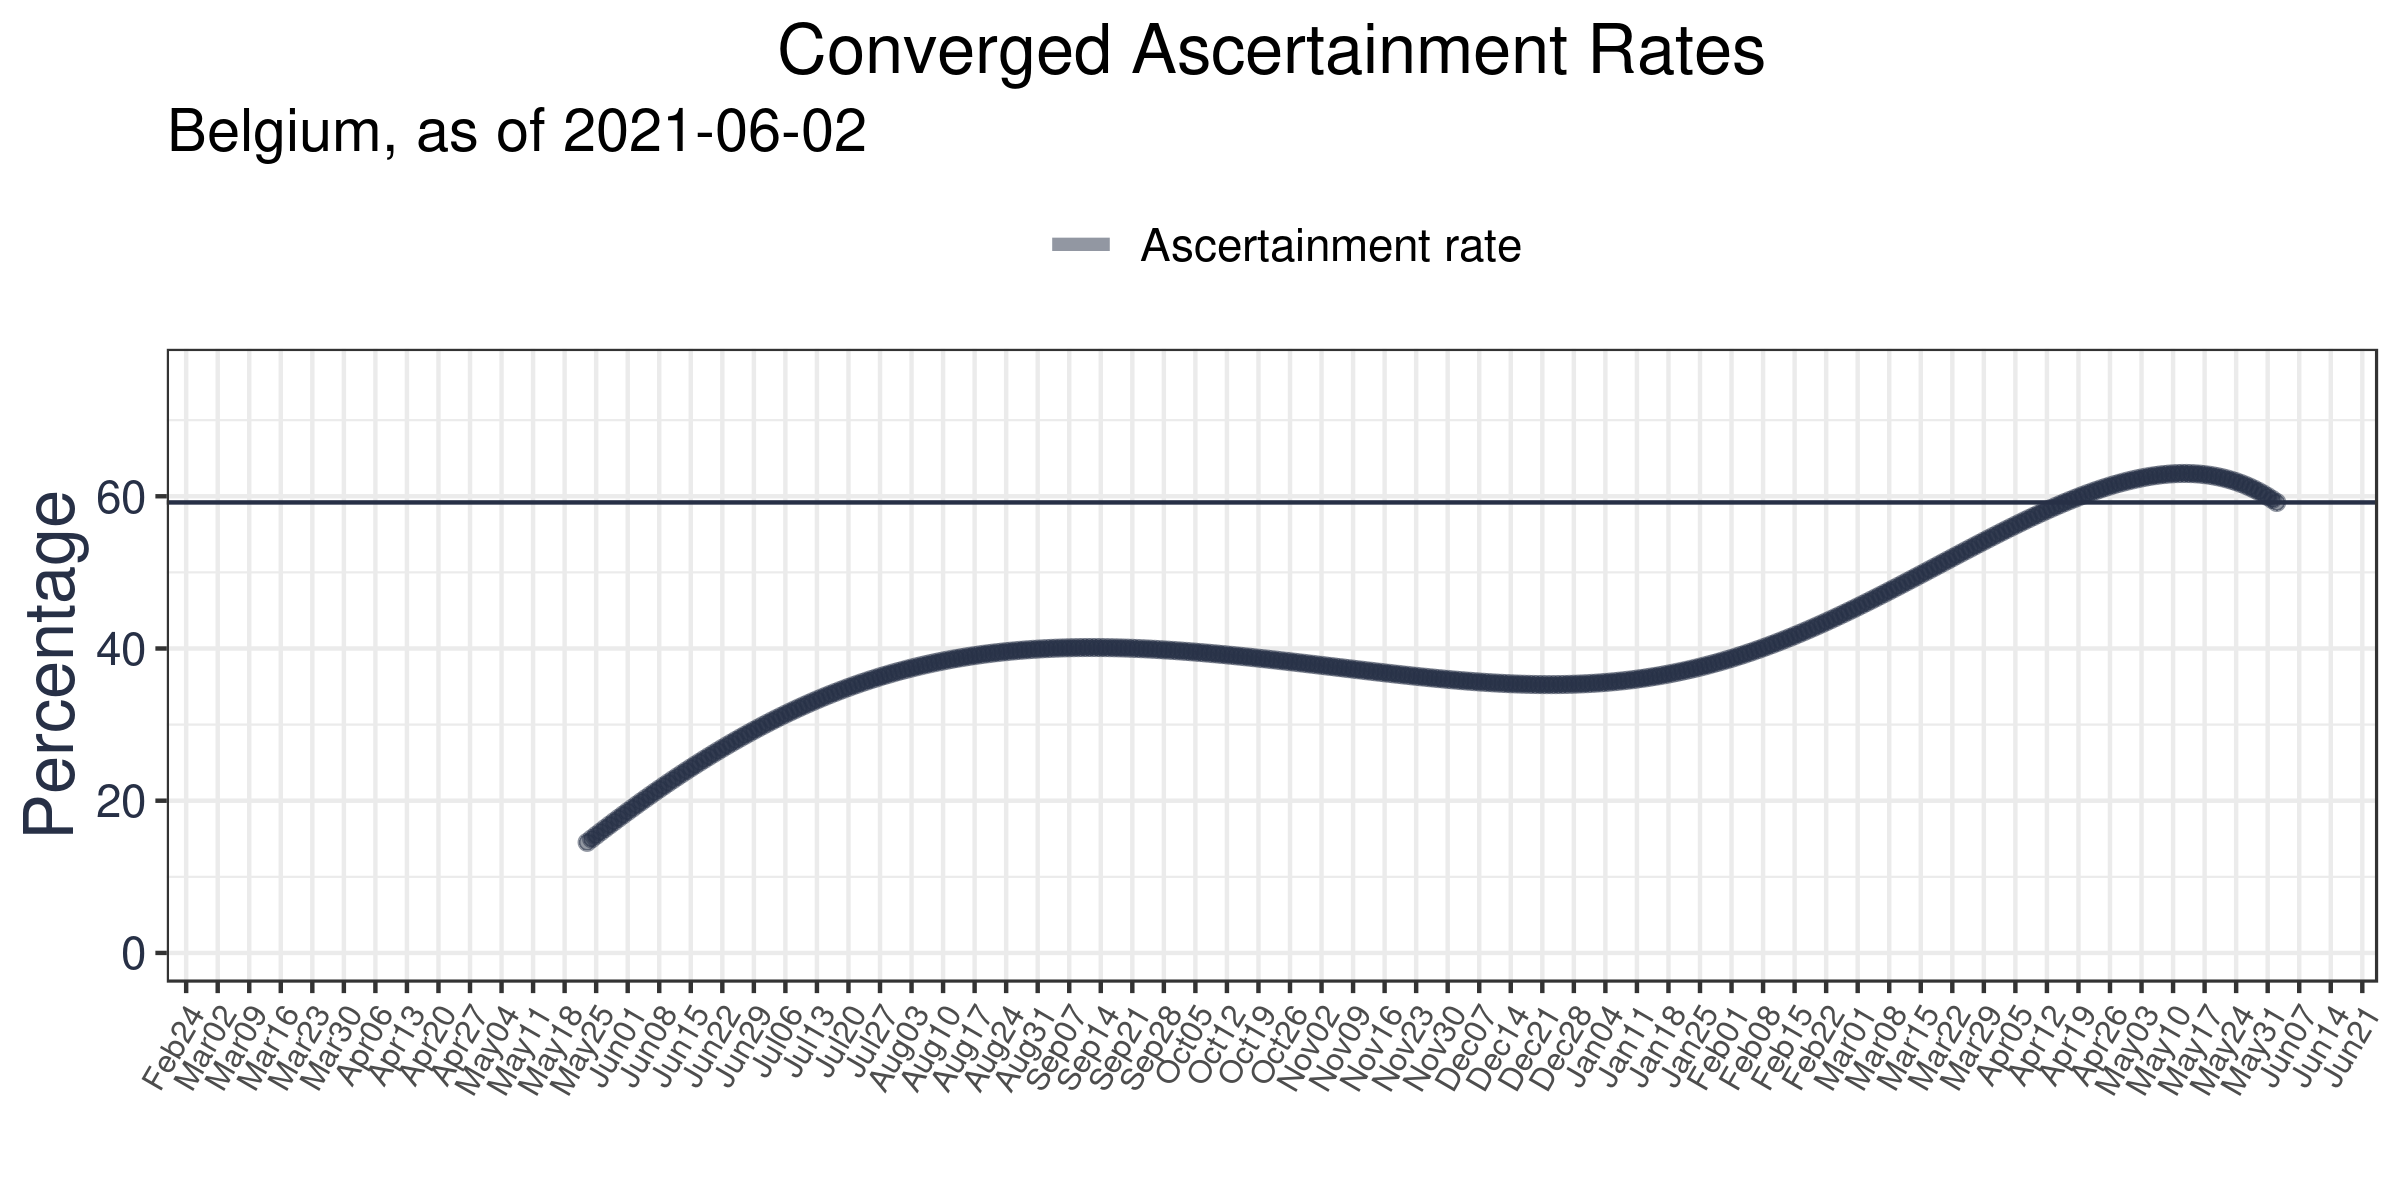 Converged Ascertainment Rates
Belgium, as of 2021-06-02
Ascertainment rate
Percentage
60
40
20
0
Feb24
Mar02
Mar09
Mar16
Mar23
Mar30
Apr06
Apr13
Apr20
Apr27
May04
May11
May18
May25
Jun01
Jun08
Jun15
Jun22
Jun29
Jul06
Jul13
Jul20
Jul27
Aug03
Aug10
Aug17
Aug24
Aug31
Sep07
Sep14
Sep21
Sep28
Oct05
Oct12
Oct19
Oct26
Nov02
Nov09
Nov16
Nov23
Nov30
Dec07
Dec14
Dec21
Dec28
Jan04
Jan11
Jan18
Jan25
Feb01
Feb08
Feb15
Feb22
Mar01
Mar08
Mar15
Mar22
Mar29
Apr05
Apr12
Apr19
Apr26
May03
May10
May17
May24
May31
Jun07
Jun14
Jun21